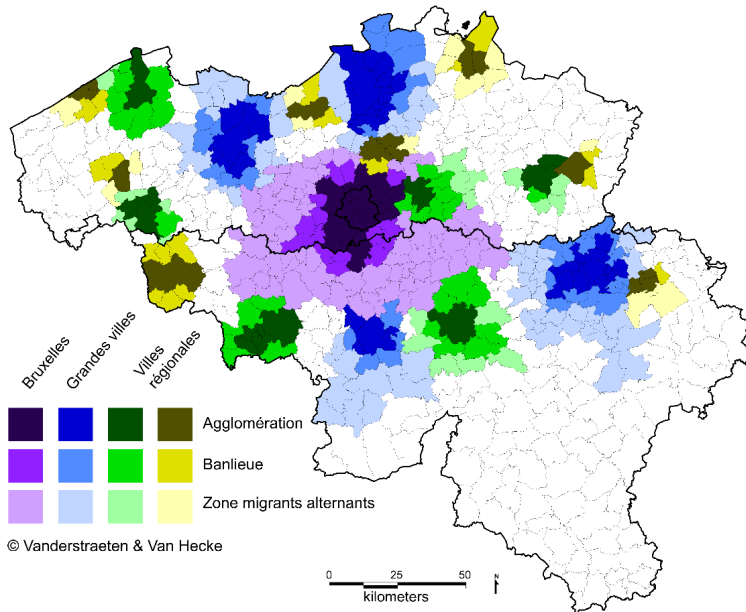 Bruxelles
Grandes villes
Villes
régionales
Agglomération
Banlieue
Zone migrants alternants
© Vanderstraeten & Van Hecke
0 25 50
kilometers
N